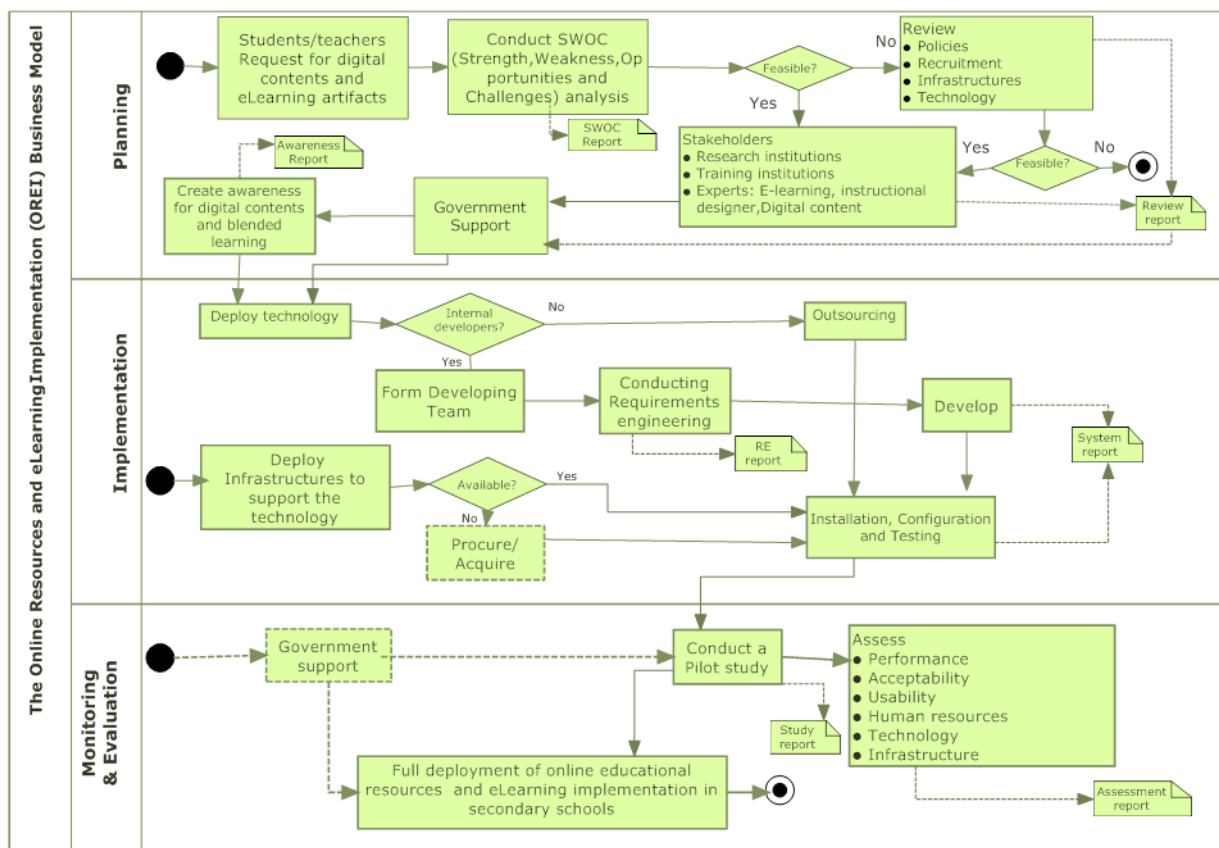 The Online Resources and eLearningImplementation (OREI) Business Model
Planning
Students/teachers
Request for digital
contents and
eLearning artifacts
Conduct SWOC
(Strength,Weakness,Op
portunities and
Challenges) analysis
SWOC
Report
Feasible?
No
Yes
Review
● Policies
● Recruitment
● Infrastructures
● Technology
Feasible?
Yes
No
Review
report
Stakeholders
● Research institutions
● Training institutions
● Experts: E-learning, instructional
designer,Digital content
Government
Support
Awareness
Report
Create awareness
for digital contents
and blended
learning
Implementation
Deploy technology
Internal
developers?
No
Yes
Outsourcing
Form Developing
Team
Conducting
Requirements
engineering
RE
report
Develop
System
report
Deploy
Infrastructures to
support the
technology
Available?
Yes
No
Procure/
Acquire
Installation, Configuration
and Testing
Monitoring
& Evaluation
Government
support
Conduct a
Pilot study
Study
report
Assess
● Performance
● Acceptability
● Usability
● Human resources
● Technology
● Infrastructure
Assessment
report
Full deployment of online educational
resources and eLearning implementation in
secondary schools